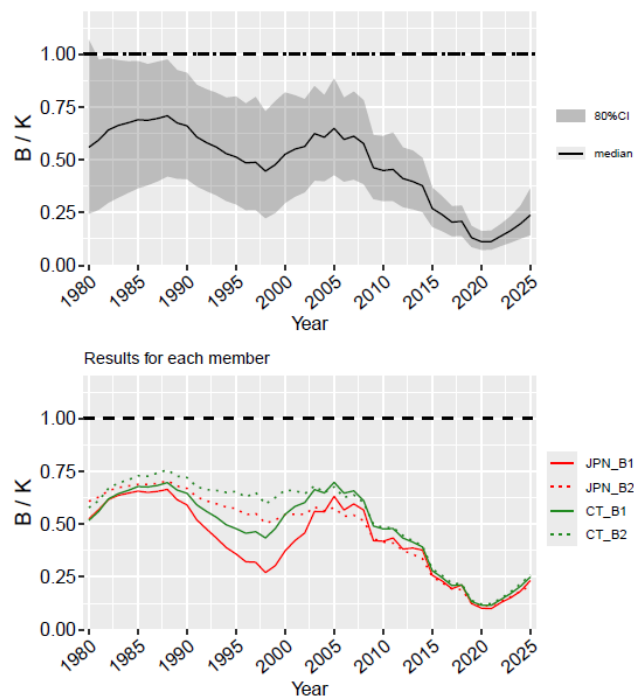 1.00
0.75
0.50
0.25
0.00
B / K
1980 1985 1990 1995 2000 2005 2010 2015 2020 2025
Year
80%CI
median
Results for each member
1.00
0.75
0.50
0.25
0.00
B / K
1980 1985 1990 1995 2000 2005 2010 2015 2020 2025
Year
JPN_B1
JPN_B2
CT_B1
CT_B2